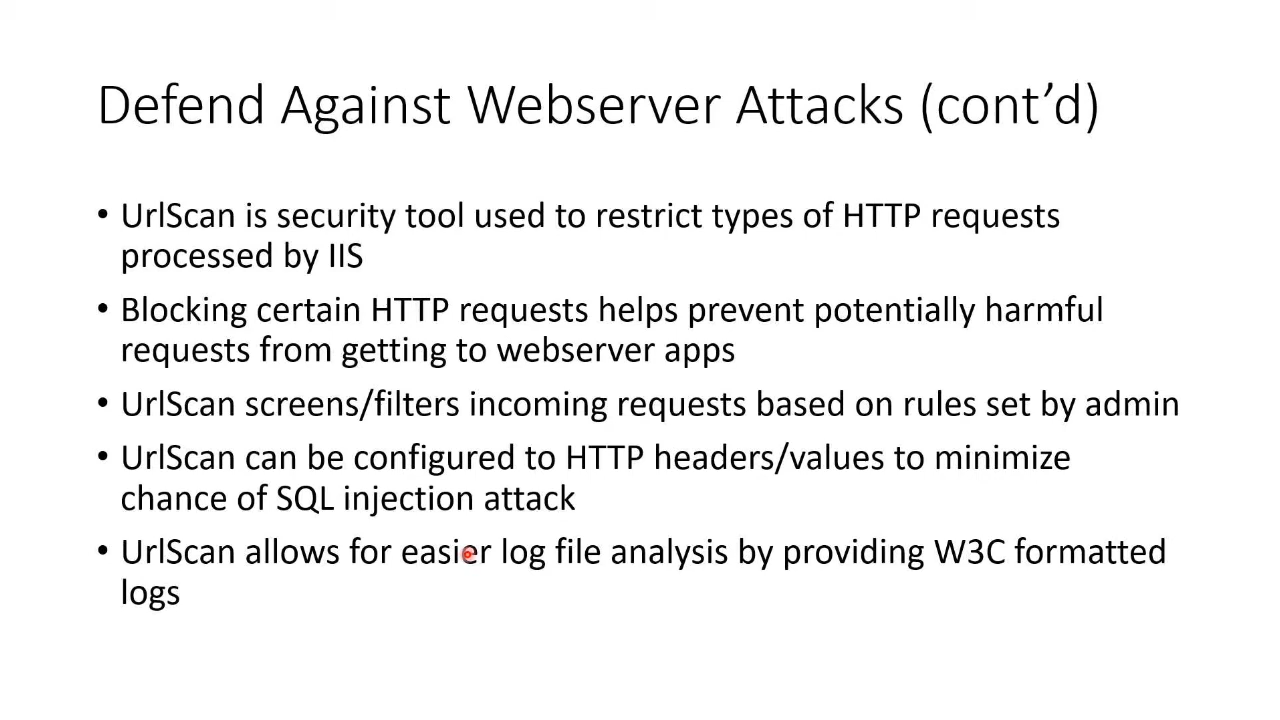 Defend Against Webserver Attacks (cont’d)
• UrlScan is security tool used to restrict types of HTTP requests
processed by IIS
• Blocking certain HTTP requests helps prevent potentially harmful
requests from getting to webserver apps
• UrlScan screens/filters incoming requests based on rules set by admin
• UrlScan can be configured to HTTP headers/values to minimize
chance of SQL injection attack
• UrlScan allows for easier log file analysis by providing W3C formatted
logs